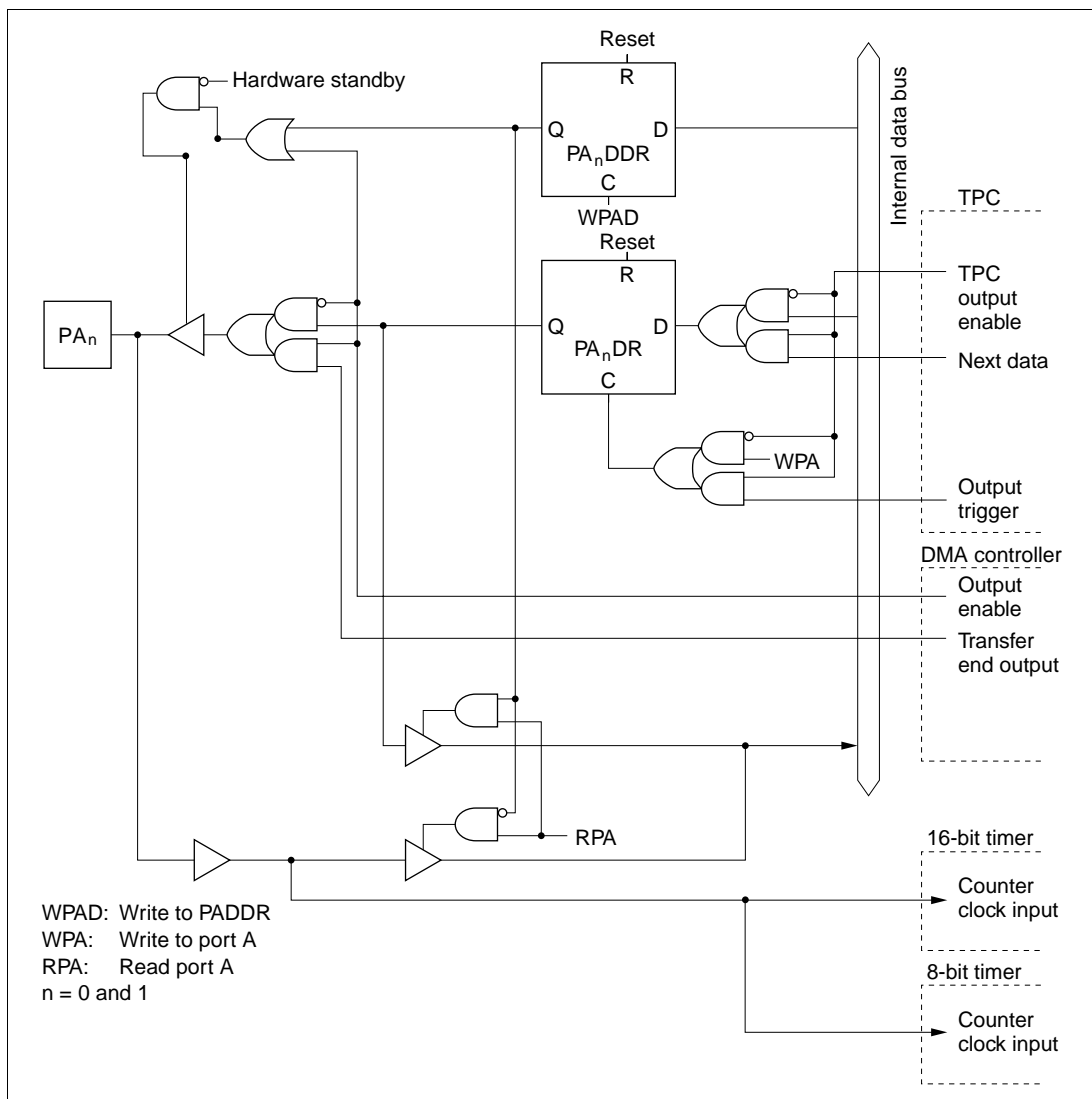 Reset
R
Hardware standby
Q
D
PAnDDR
C
WPAD
Internal data bus
TPC
Reset
R
TPC
output
enable
PAn
Q
D
PAnDR
C
Next data
WPA
Output
trigger
DMA controller
Output
enable
Transfer
end output
RPA
16-bit timer
Counter
clock input
WPAD: Write to PADDR
WPA: Write to port A
RPA: Read port A
n = 0 and 1
8-bit timer
Counter
clock input